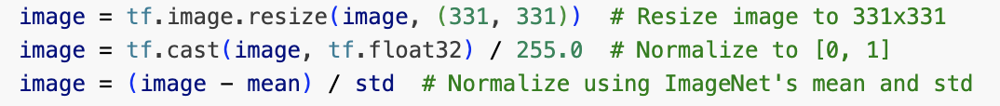 image = tf.image.resize(image, (331, 331))  # Resize image to 331x331
image = tf.cast(image, tf.float32) / 255.0  # Normalize to [0, 1]
image = (image - mean) / std  # Normalize using ImageNet's mean and std